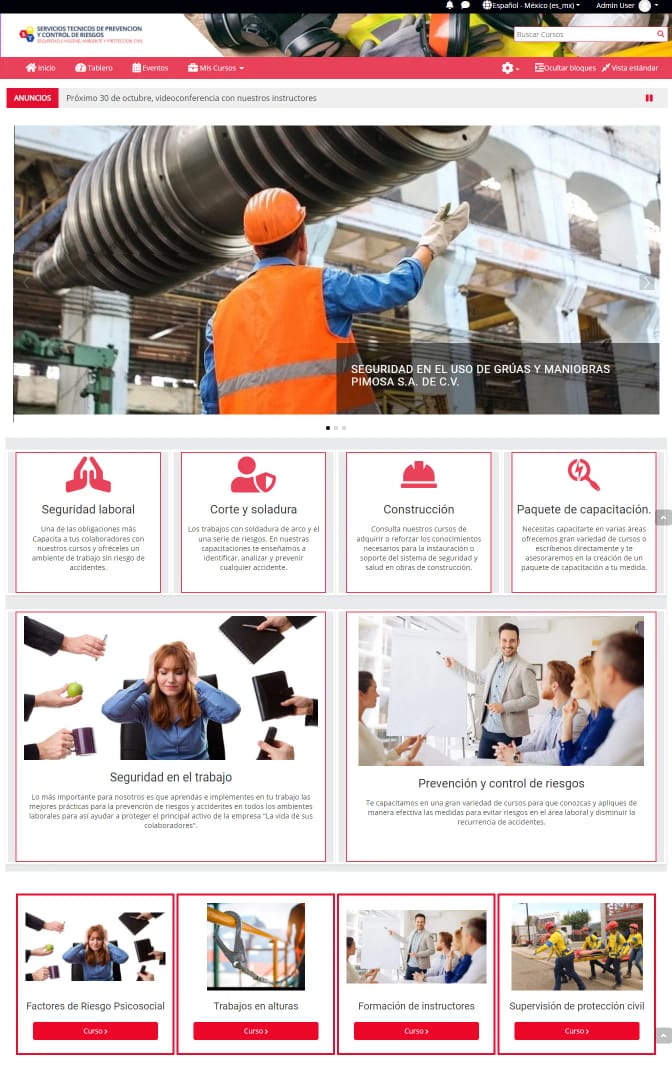 Español - México (es_mx)
Admin User
SERVICIOS TECNICOS DE PREVENCION
Y CONTROL DE RIESGOS
SEGURIDAD E HIGIENE, AMBIENTE Y PROTECCION CIVIL
Buscar Cursos
Inicio
Tablero
Eventos
Mis Cursos
Ocultar bloques
Vista estándar
ANUNCIOS
Próximo 30 de octubre, videoconferencia con nuestros instructores
SEGURIDAD EN EL USO DE GRÚAS Y MANIOBRAS
PIMOSA S.A. DE C.V.
Seguridad laboral
Una de las obligaciones más
Capacita a tus colaboradores con
nuestros cursos y ofréceles un
ambiente de trabajo sin riesgo de
accidentes.
Corte y soladura
Los trabajos con soldadura de arco y el
una serie de riesgos. En nuestras
capacitaciones te enseñamos a
identificar, analizar y prevenir
cualquier accidente.
Construcción
Consulta nuestros cursos de
adquirir o reforzar los conocimientos
necesarios para la instauración o
soporte del sistema de seguridad y
salud en obras de construcción.
Paquete de capacitación.
Necesitas capacitarte en varias áreas
ofrecemos gran variedad de cursos o
escríbenos directamente y te
asesoraremos en la creación de un
paquete de capacitación a tu medida.
Seguridad en el trabajo
Lo más importante para nosotros es que aprendas e implementes en tu trabajo las
mejores prácticas para la prevención de riesgos y accidentes en todos los ambientes
laborales para así ayudar a proteger el principal activo de la empresa "La vida de sus
colaboradores".
Prevención y control de riesgos
Te capacitamos en una gran variedad de cursos para que conozcas y apliques de
manera efectiva las medidas para evitar riesgos en el área laboral y disminuir la
recurrencia de accidentes.
Factores de Riesgo Psicosocial
Curso
Trabajos en alturas
Curso
Formación de instructores
Curso
Supervisión de protección civil
Curso